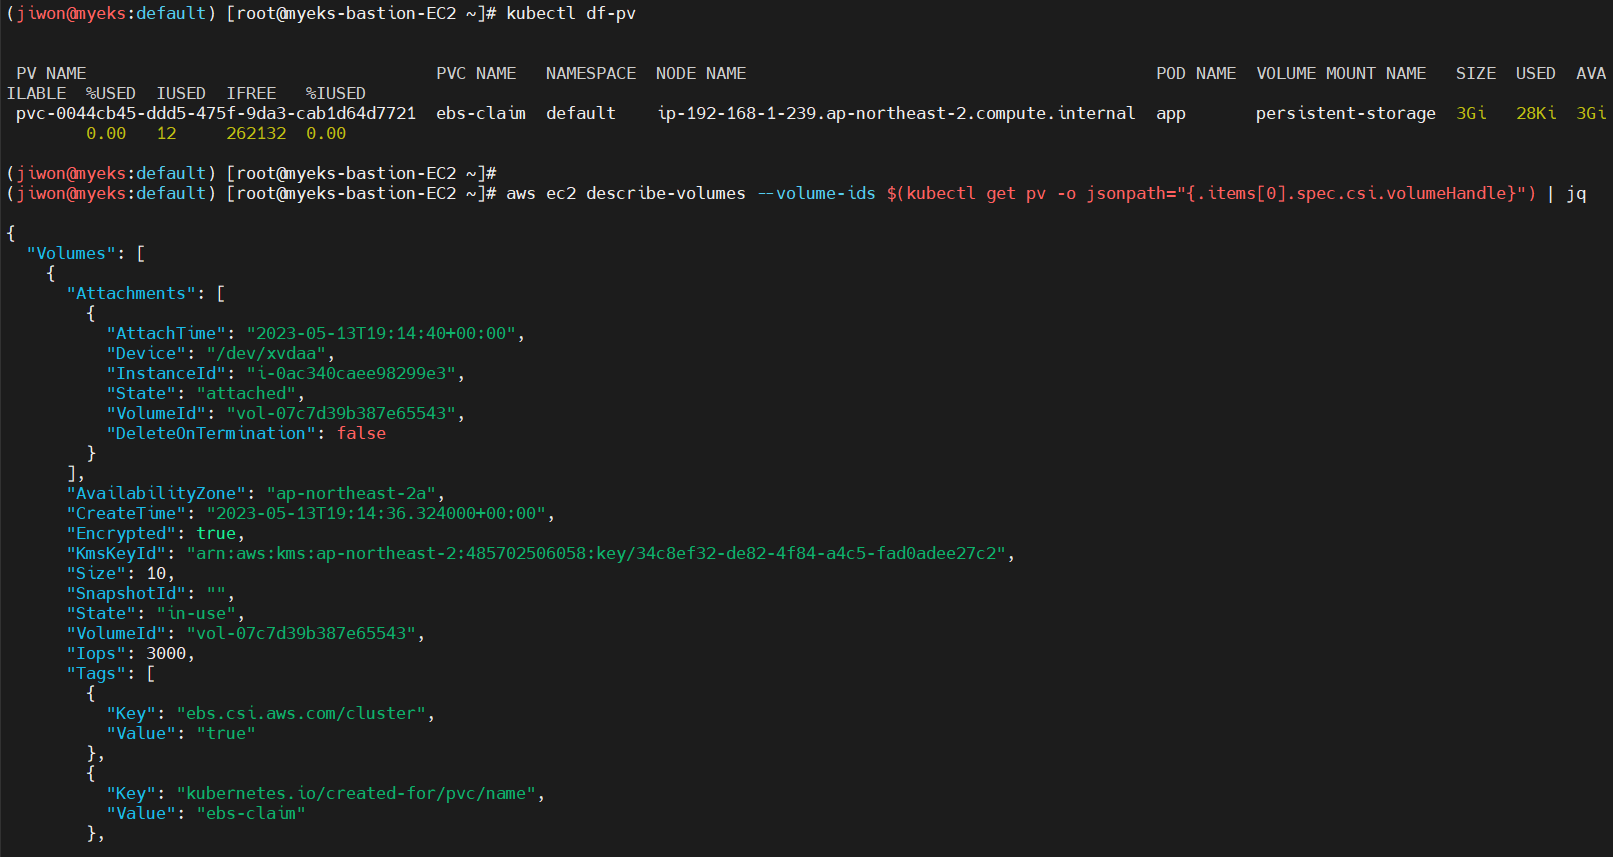 (jiwon@myeks:default) [root@myeks-bastion-EC2 ~]# kubectl df-pv
PV NAME PVC NAME NAMESPACE NODE NAME POD NAME VOLUME MOUNT NAME SIZE USED AVA
ILABLE %USED IUSED IFREE %IUSED
pvc-0044cb45-ddd5-475f-9da3-cab1d64d7721 ebs-claim default ip-192-168-1-239.ap-northeast-2.compute.internal app persistent-storage 3Gi 28Ki 3Gi
0.00 12 262132 0.00
(jiwon@myeks:default) [root@myeks-bastion-EC2 ~]#
(jiwon@myeks:default) [root@myeks-bastion-EC2 ~]# aws ec2 describe-volumes --volume-ids $(kubectl get pv -o jsonpath="{.items[0].spec.csi.volumeHandle}") | jq
{
  "Volumes": [
    {
      "Attachments": [
        {
          "AttachTime": "2023-05-13T19:14:40+00:00",
          "Device": "/dev/xvdaa",
          "InstanceId": "i-0ac340caee98299e3",
          "State": "attached",
          "VolumeId": "vol-07c7d39b387e65543",
          "DeleteOnTermination": false
        }
      ],
      "AvailabilityZone": "ap-northeast-2a",
      "CreateTime": "2023-05-13T19:14:36.324000+00:00",
      "Encrypted": true,
      "KmsKeyId": "arn:aws:kms:ap-northeast-2:485702506058:key/34c8ef32-de82-4f84-a4c5-fad0adee27c2",
      "Size": 10,
      "SnapshotId": "",
      "State": "in-use",
      "VolumeId": "vol-07c7d39b387e65543",
      "Iops": 3000,
      "Tags": [
        {
          "Key": "ebs.csi.aws.com/cluster",
          "Value": "true"
        },
        {
          "Key": "kubernetes.io/created-for/pvc/name",
          "Value": "ebs-claim"
        },